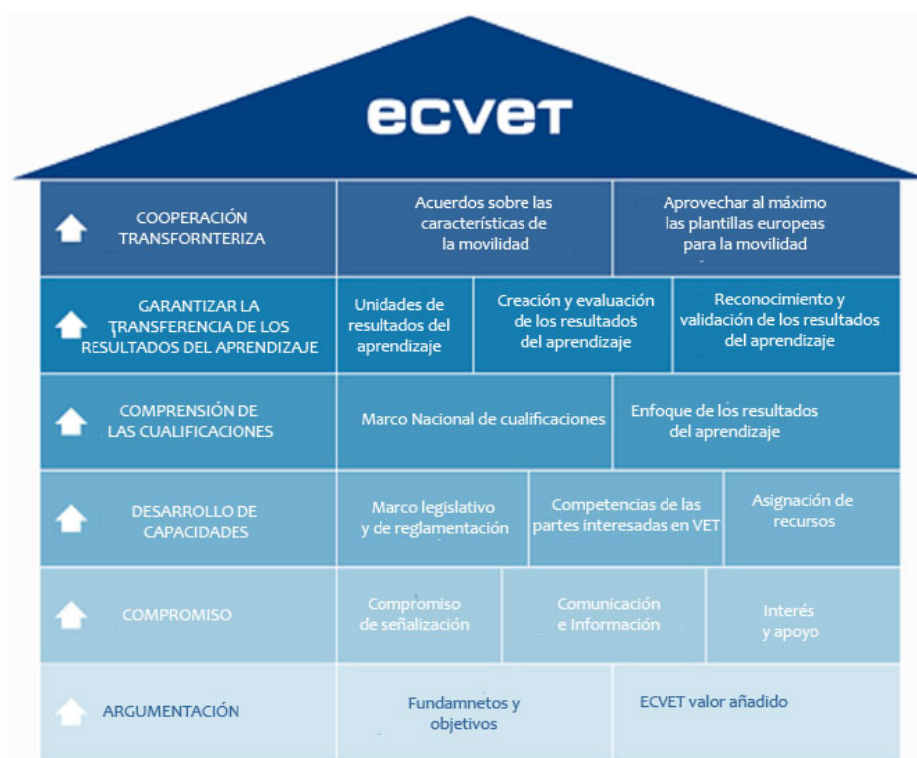 ecveT
COOPERACIÓN
TRANSFORNTERIZA
Acuerdos sobre las
características de
la movilidad
Aprovechar al máximo
las plantillas europeas
para la movilidad
GARANTIZAR LA
TRANSFERENCIA DE LOS
RESULTADOS DEL APRENDIZAJE
Unidades de
resultados del
aprendizaje
Creación y evaluación
de los resultados
del aprendizaje
Reconocimiento y
validación de los resultados
del aprendizaje
COMPRENSIÓN DE
LAS CUALIFICACIONES
Marco Nacional de cualificaciones
Enfoque de los resultados
del aprendizaje
DESARROLLO DE
CAPACIDADES
Marco legislativo
y de reglamentación
Competencias de las
partes interesadas en VET
Asignación de
recursos
COMPROMISO
Compromiso
de señalización
Comunicación
e Información
Interés
y apoyo
ARGUMENTACIÓN
Fundamnetos y
objetivos
ECVET valor añadido